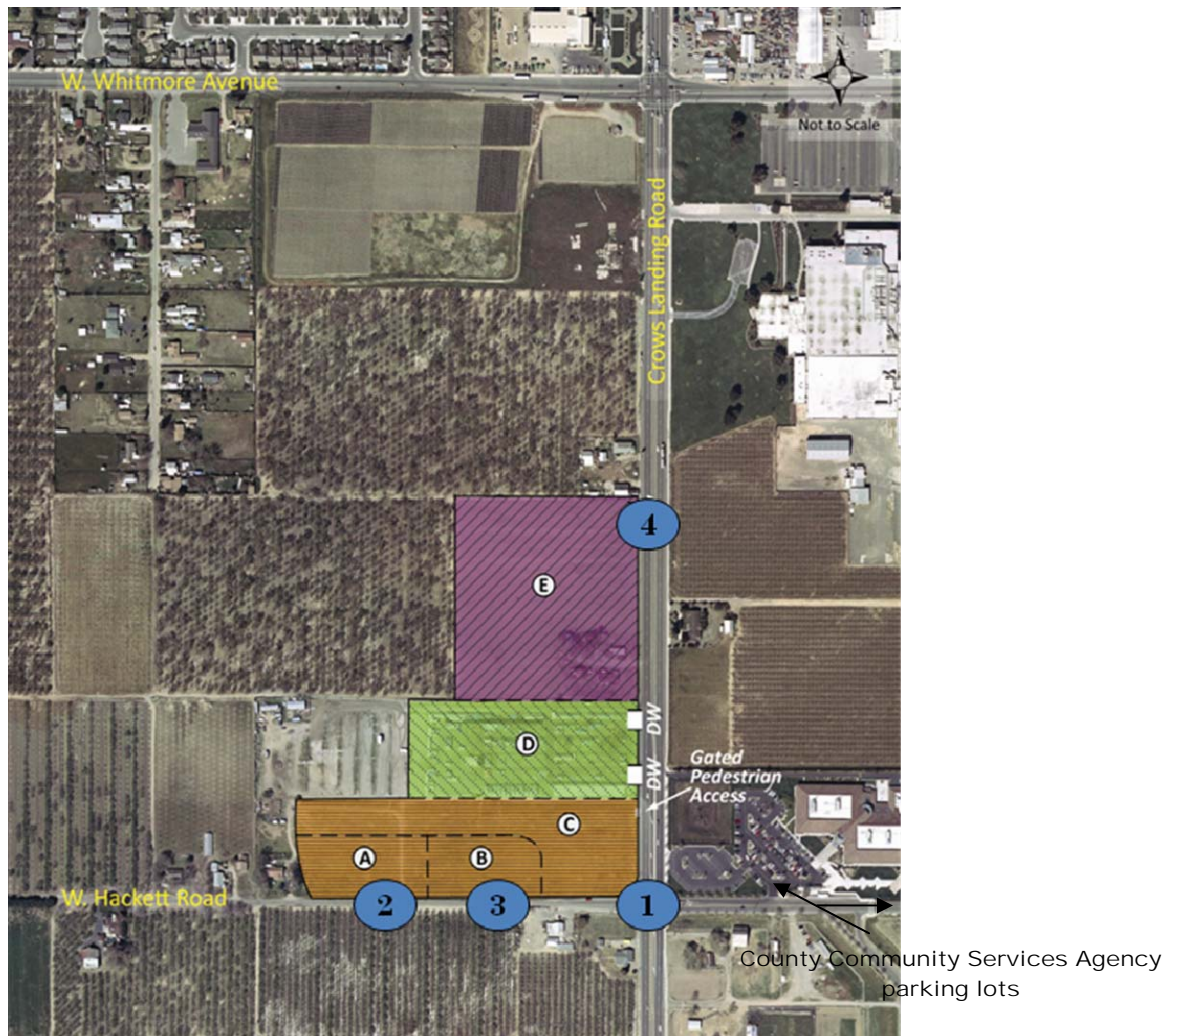 W. Whitmore Avenue
N
Not to Scale
Crows Landing Road
4
E
DW
D
DW
Gated
Pedestrian
Access
C
A
B
W. Hackett Road
2
3
1
County Community Services Agency
parking lots